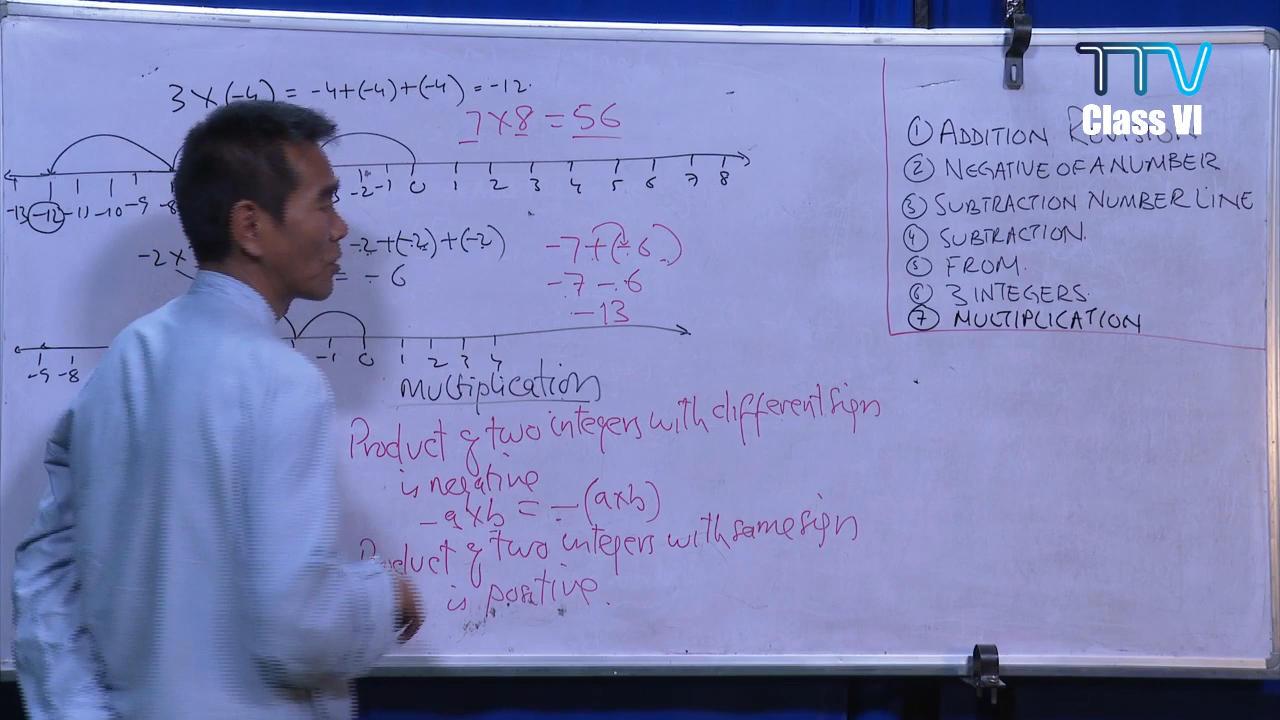 3 × (-4) = -4+(-4)+(-4) = -12
7 × 8 = 56
-13 -12 -11 -10 -9 -8 -2 -1 0 1 2 3 4 5 6 7 8
-2 × -2 + (-2) + (-2)
= -6
-7+(-6)
-7 - 6
-13
-9 -8 -1 0 1 2 3 4
multiplication
Product of two integers with different sign
is negative
-a×b = -(a×b)
Product of two integers with same sign
is positive.
TTV
Class VI
① ADDITION REVISION
② NEGATIVE OF A NUMBER
③ SUBTRACTION NUMBER LINE
④ SUBTRACTION.
⑤ FROM.
⑥ 3 INTEGERS.
⑦ MULTIPLICATION